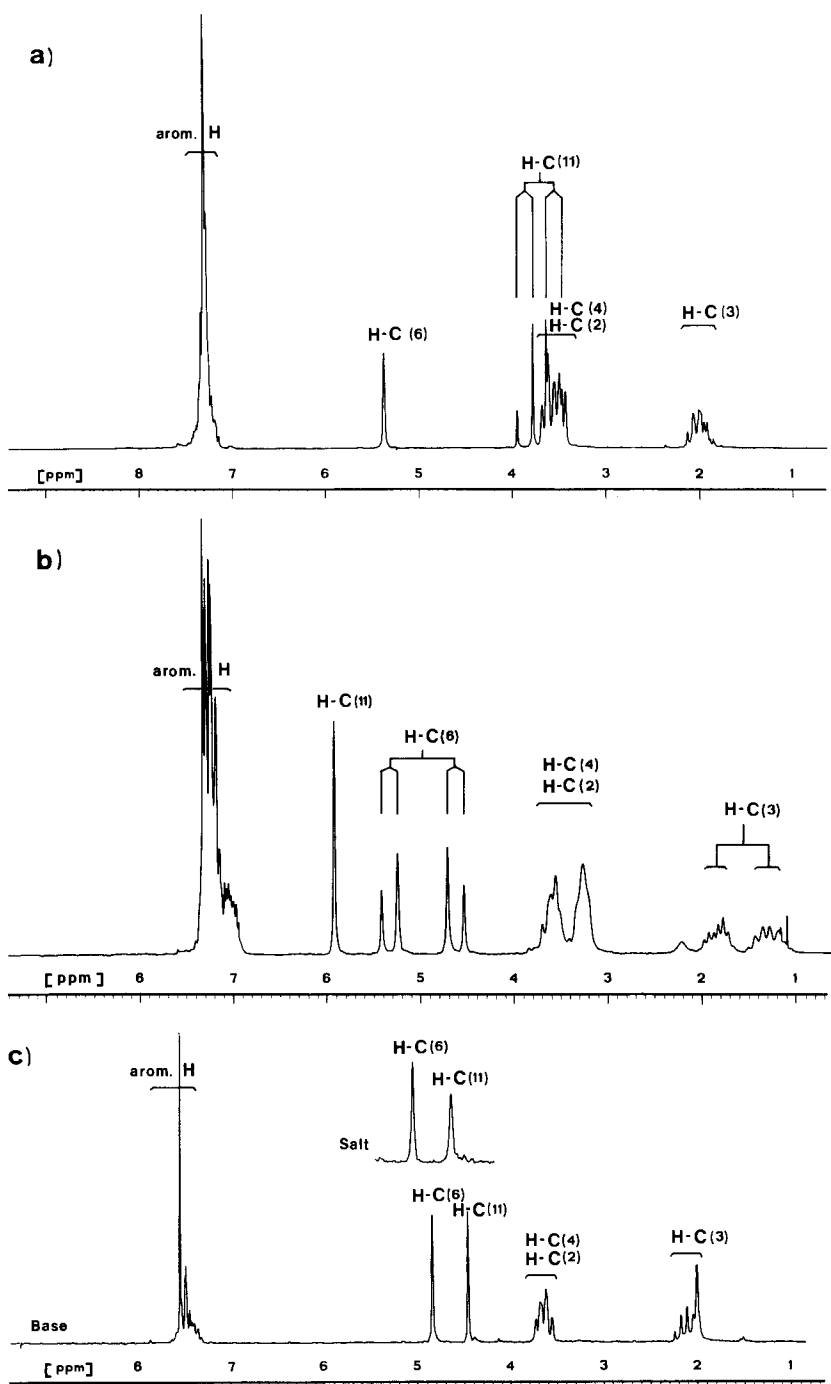 a)
arom. H
H-C(11)
H-C(6)
H-C(4)
H-C(2)
H-C(3)
[ppm] 8 7 6 5 4 3 2 1
b)
arom. H
H-C(11)
H-C(6)
H-C(4)
H-C(2)
H-C(3)
[ppm] 6 7 6 5 4 3 2 1
c)
arom. H
H-C(6)
H-C(11)
Salt
H-C(6)
H-C(11)
H-C(4)
H-C(2)
H-C(3)
Base
[ppm] 6 7 6 5 4 3 2 1